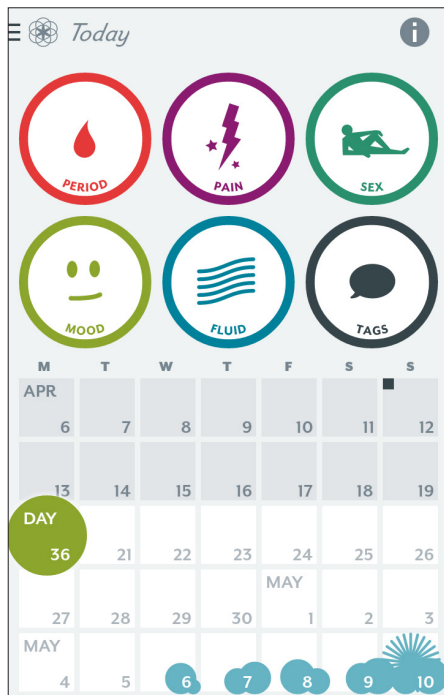 Today i
PERIOD PAIN SEX
MOOD FLUID TAGS
M T W T F S S
APR
6 7 8 9 10 11 12
13 14 15 16 17 18 19
DAY
36 21 22 23 24 25 26
MAY
27 28 29 30 1 2 3
MAY
4 5 6 7 8 9 10